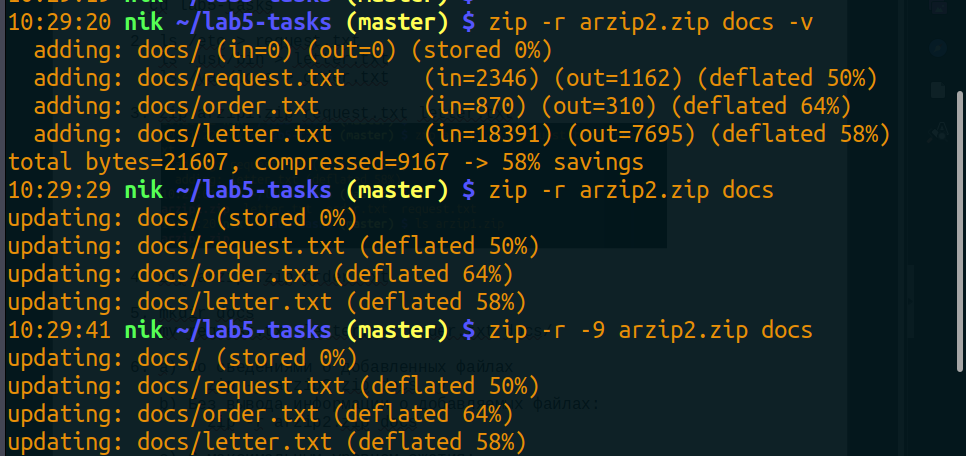 10:29:20 nik ~/lab5-tasks (master) $ zip -r arzip2.zip docs -v
  adding: docs/ (in=0) (out=0) (stored 0%)
  adding: docs/request.txt      (in=2346) (out=1162) (deflated 50%)
  adding: docs/order.txt        (in=870) (out=310) (deflated 64%)
  adding: docs/letter.txt       (in=18391) (out=7695) (deflated 58%)
total bytes=21607, compressed=9167 -> 58% savings
10:29:29 nik ~/lab5-tasks (master) $ zip -r arzip2.zip docs
updating: docs/ (stored 0%)
updating: docs/request.txt (deflated 50%)
updating: docs/order.txt (deflated 64%)
updating: docs/letter.txt (deflated 58%)
10:29:41 nik ~/lab5-tasks (master) $ zip -r -9 arzip2.zip docs
updating: docs/ (stored 0%)
updating: docs/request.txt (deflated 50%)
updating: docs/order.txt (deflated 64%)
updating: docs/letter.txt (deflated 58%)